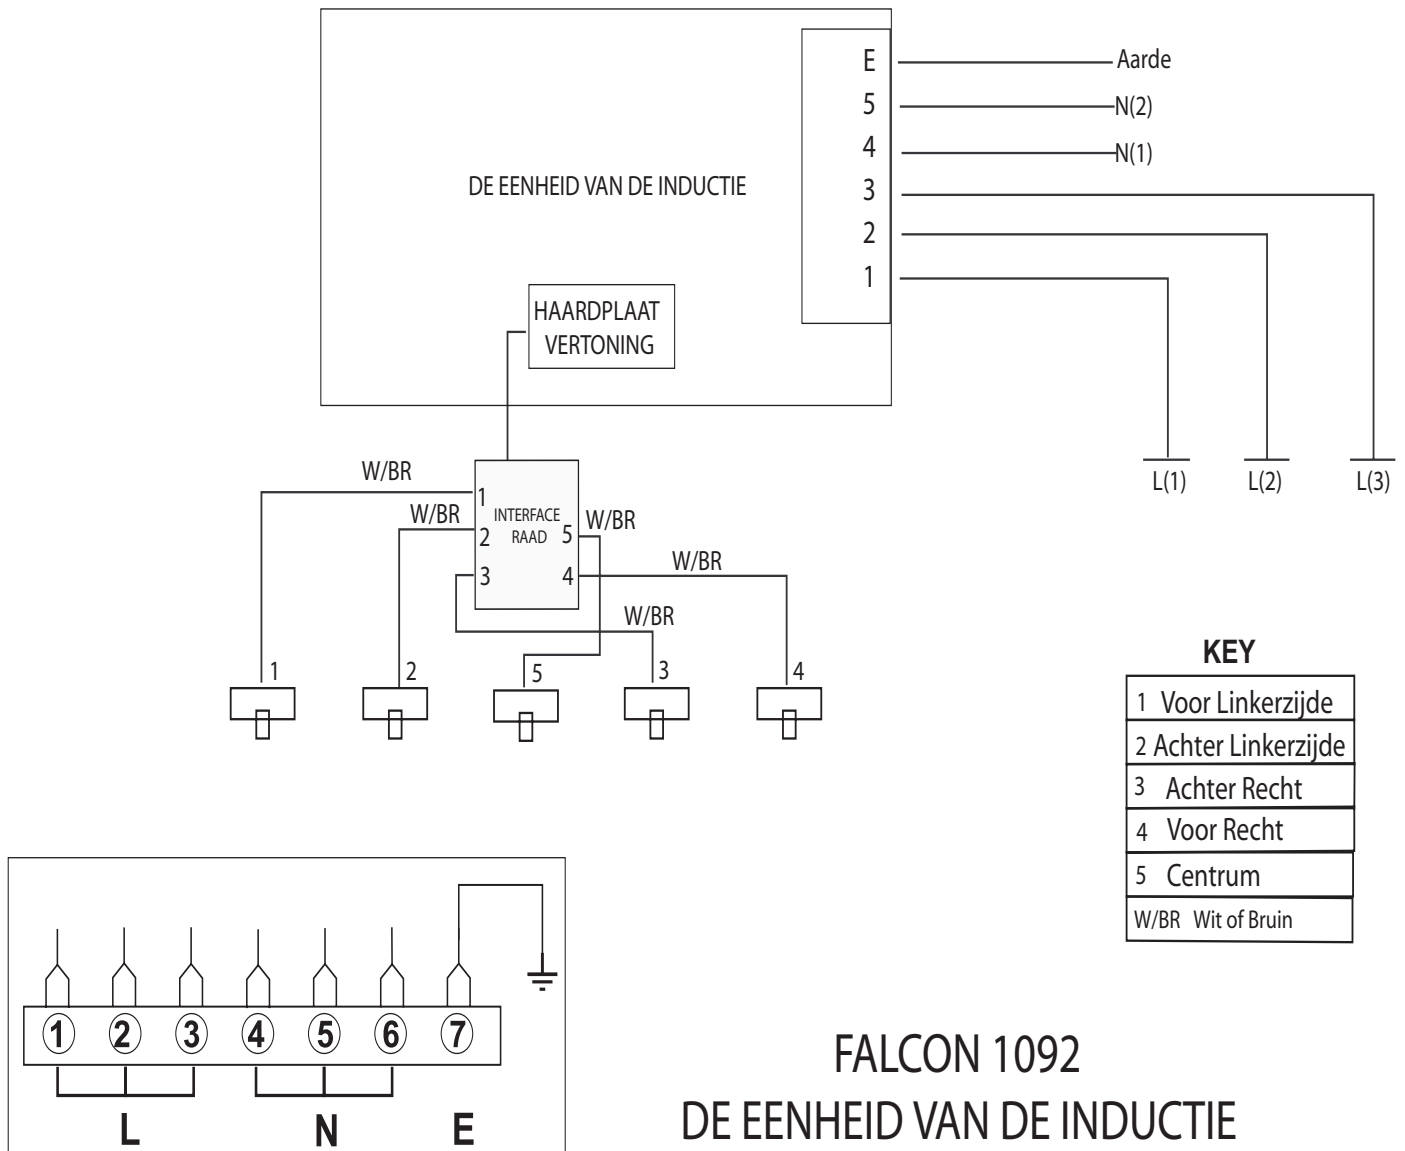 E
Aarde
5
N(2)
4
N(1)
3
2
1
DE EENHEID VAN DE INDUCTIE
HAARDPLAAT
VERTONING
L(1)
L(2)
L(3)
W/BR
W/BR
W/BR
W/BR
W/BR
1
2
3
INTERFACE
RAAD
5
4
1
2
5
3
4
KEY
1 Voor Linkerzijde
2 Achter Linkerzijde
3 Achter Recht
4 Voor Recht
5 Centrum
W/BR Wit of Bruin
1 2 3 4 5 6 7
L N E
FALCON 1092
DE EENHEID VAN DE INDUCTIE